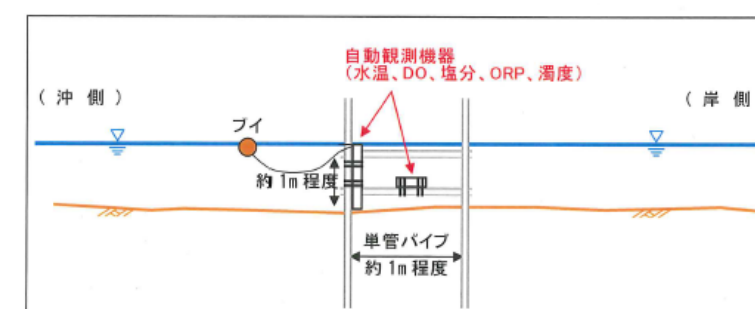 自動観測機器
(水温、DO、塩分、ORP、濁度)
(沖側)
(岸側
ブイ
約1m程度
単管パイプ
約1m程度